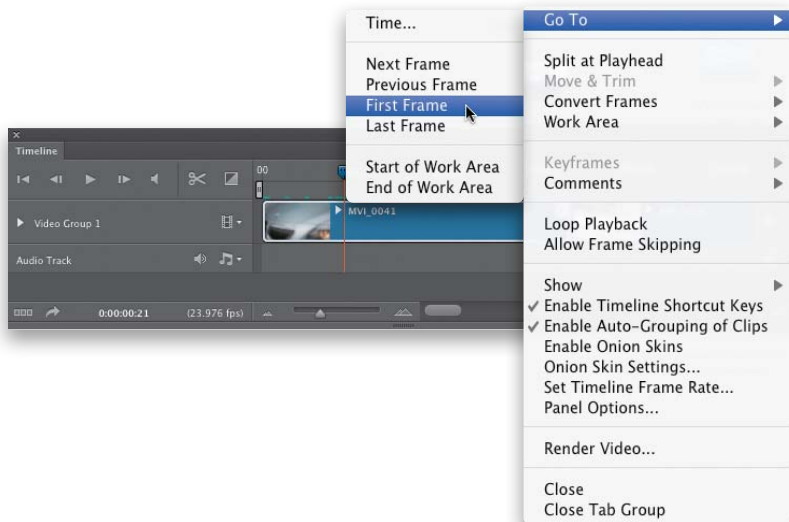 Time...
Next Frame
Previous Frame
First Frame
Last Frame
Start of Work Area
End of Work Area
Go To
Split at Playhead
Move & Trim
Convert Frames
Work Area
Keyframes
Comments
Loop Playback
Allow Frame Skipping
Show
Enable Timeline Shortcut Keys
Enable Auto-Grouping of Clips
Enable Onion Skins
Onion Skin Settings...
Set Timeline Frame Rate...
Panel Options...
Render Video...
Close
Close Tab Group
Timeline
00
Video Group 1
MVI_0041
Audio Track
0:00:00:21 (23.976 fps)